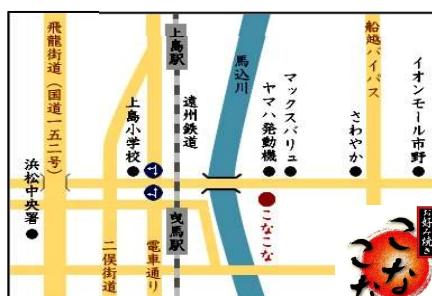 飛龍街道（国道一五二号）
上島駅
馬込川
船越バイパス
イオンモール市野
さわやか
マックスバリュ
ヤマハ発動機
遠州鉄道
上島小学校
浜松中央署
曳馬駅
こなこな
二俣街道
電車通り
お好み焼き
こな
こな